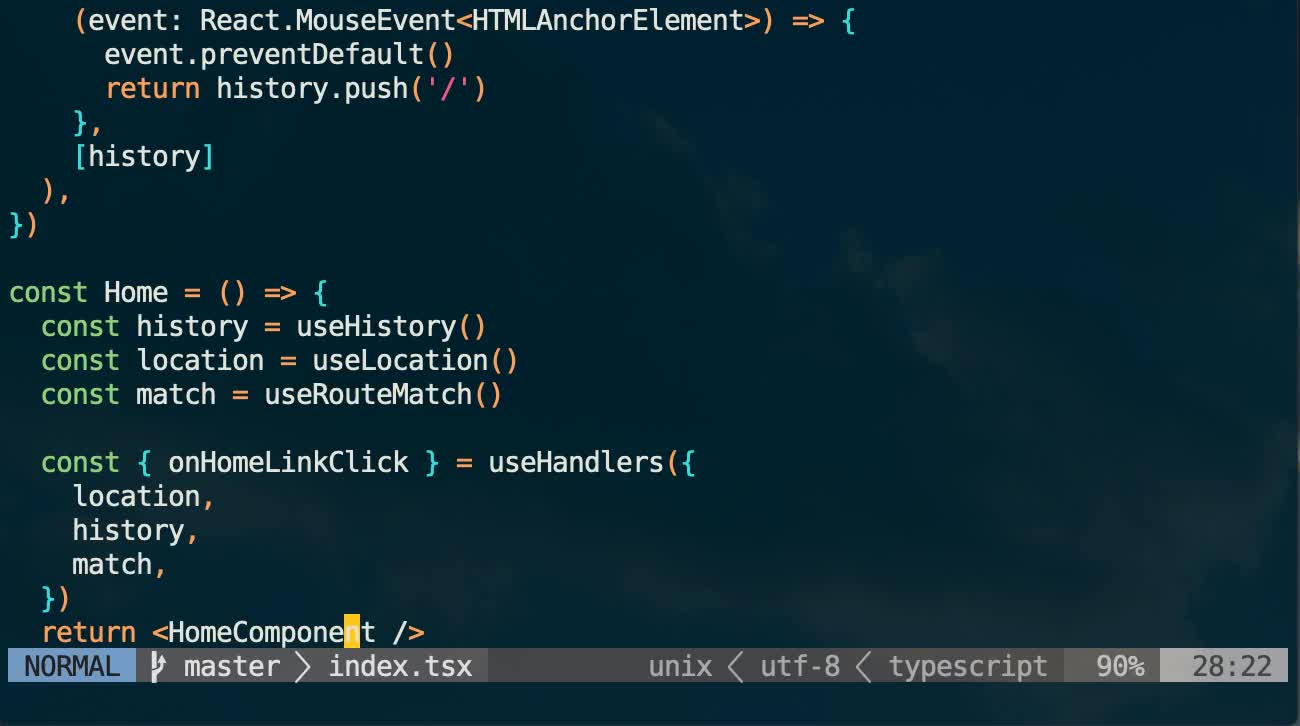 (event: React.MouseEvent<HTMLAnchorElement>) => {
      event.preventDefault()
      return history.push('/')
    },
    [history]
  ),
})

const Home = () => {
  const history = useHistory()
  const location = useLocation()
  const match = useRouteMatch()

  const { onHomeLinkClick } = useHandlers({
    location,
    history,
    match,
  })
  return <HomeComponent />
NORMAL master index.tsx unix utf-8 typescript 90% 28:22